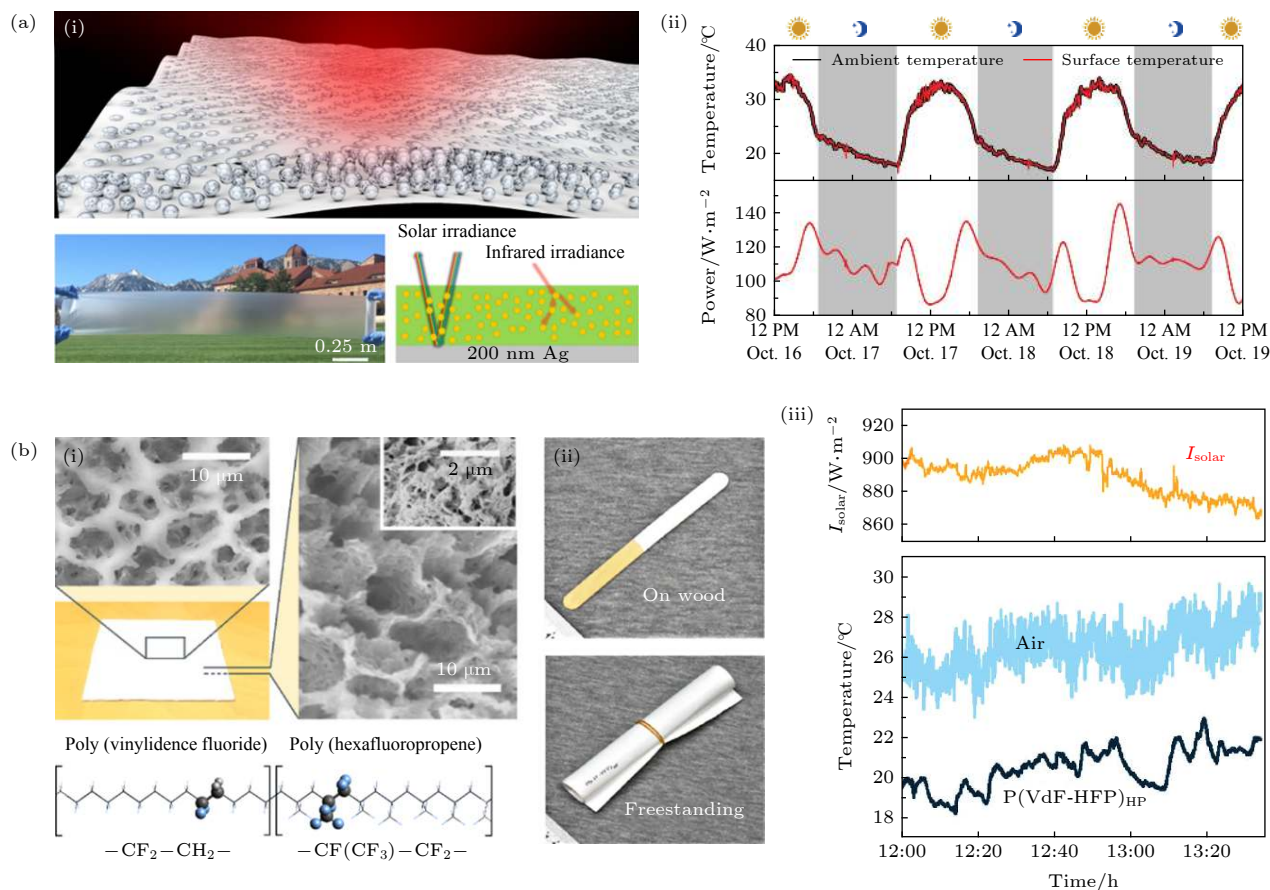 (a)
(i)
0.25 m
Solar irradiance
Infrared irradiance
200 nm Ag
(ii)
Temperature/℃
40
30
20
Ambient temperature
Surface temperature
Power/W·m⁻²
140
120
100
80
12 PM 12 AM 12 PM 12 AM 12 PM 12 AM 12 PM
Oct. 16 Oct. 17 Oct. 17 Oct. 18 Oct. 18 Oct. 19 Oct. 19
(b)
(i)
10 μm
2 μm
10 μm
Poly (vinylidence fluoride)
Poly (hexafluoropropene)
−CF₂−CH₂−
−CF(CF₃)−CF₂−
(ii)
On wood
Freestanding
(iii)
I_solar/W·m⁻²
920
900
880
860
I_solar
Temperature/℃
30
28
26
24
22
20
18
Air
P(VdF-HFP)_HP
12:00 12:20 12:40 13:00 13:20
Time/h